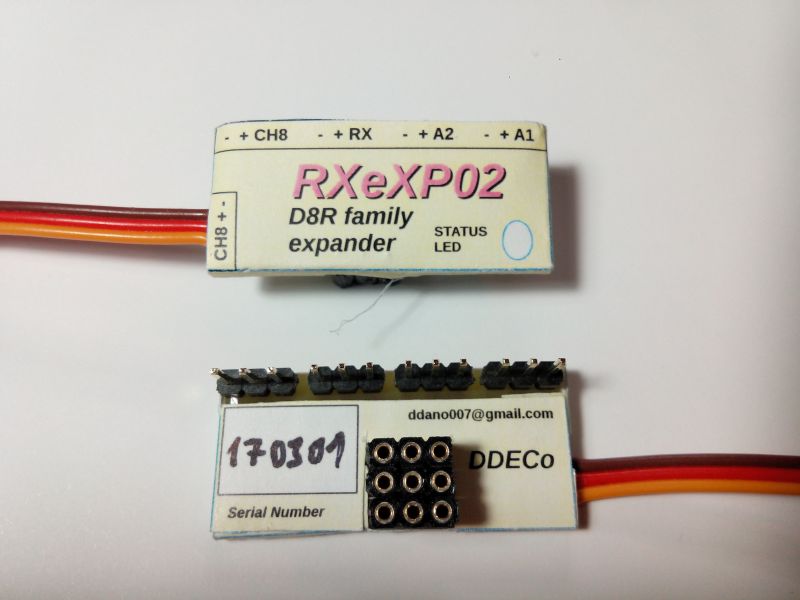 - + CH8 - + RX - + A2 - + A1
RXeXP02
D8R family
expander
STATUS
LED
CH8 + -
ddano007@gmail.com
170301
DDECo
Serial Number